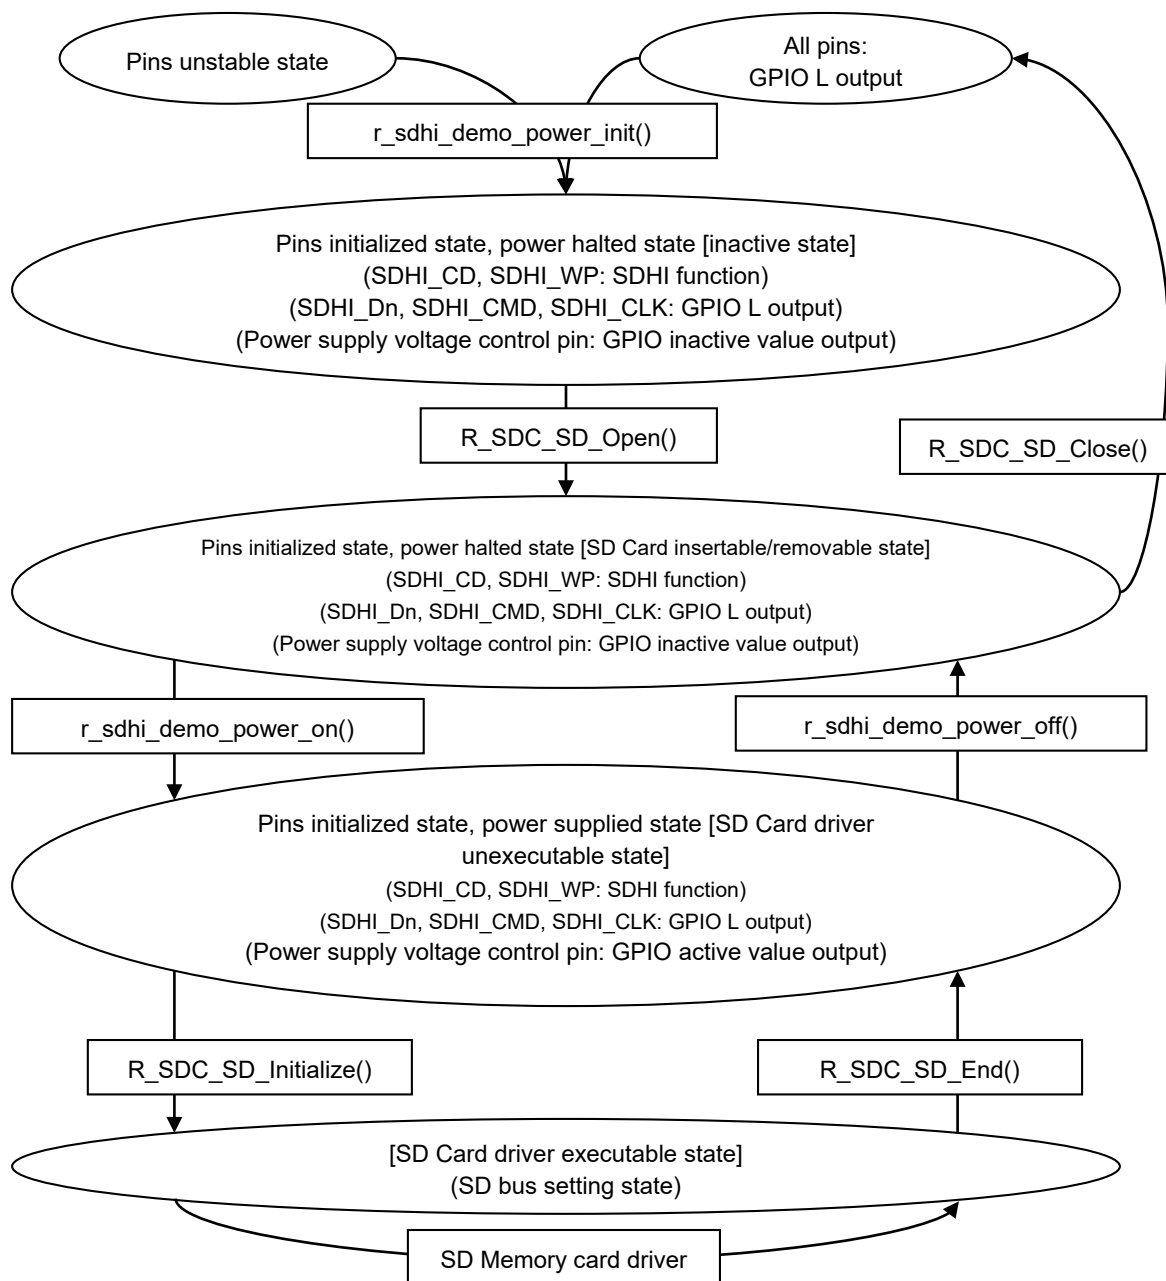 Pins unstable state
All pins:
GPIO L output
r_sdhi_demo_power_init()
Pins initialized state, power halted state [inactive state]
(SDHI_CD, SDHI_WP: SDHI function)
(SDHI_Dn, SDHI_CMD, SDHI_CLK: GPIO L output)
(Power supply voltage control pin: GPIO inactive value output)
R_SDC_SD_Open()
R_SDC_SD_Close()
Pins initialized state, power halted state [SD Card insertable/removable state]
(SDHI_CD, SDHI_WP: SDHI function)
(SDHI_Dn, SDHI_CMD, SDHI_CLK: GPIO L output)
(Power supply voltage control pin: GPIO inactive value output)
r_sdhi_demo_power_on()
r_sdhi_demo_power_off()
Pins initialized state, power supplied state [SD Card driver
unexecutable state]
(SDHI_CD, SDHI_WP: SDHI function)
(SDHI_Dn, SDHI_CMD, SDHI_CLK: GPIO L output)
(Power supply voltage control pin: GPIO active value output)
R_SDC_SD_Initialize()
R_SDC_SD_End()
[SD Card driver executable state]
(SD bus setting state)
SD Memory card driver